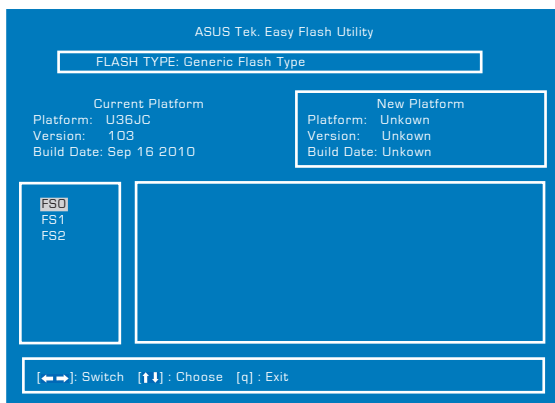 ASUS Tek. Easy Flash Utility
FLASH TYPE: Generic Flash Type
Current Platform
Platform: U36JC
Version: 103
Build Date: Sep 16 2010
New Platform
Platform: Unkown
Version: Unkown
Build Date: Unkown
FS0
FS1
FS2
[←→]: Switch [↑↓] : Choose [q] : Exit